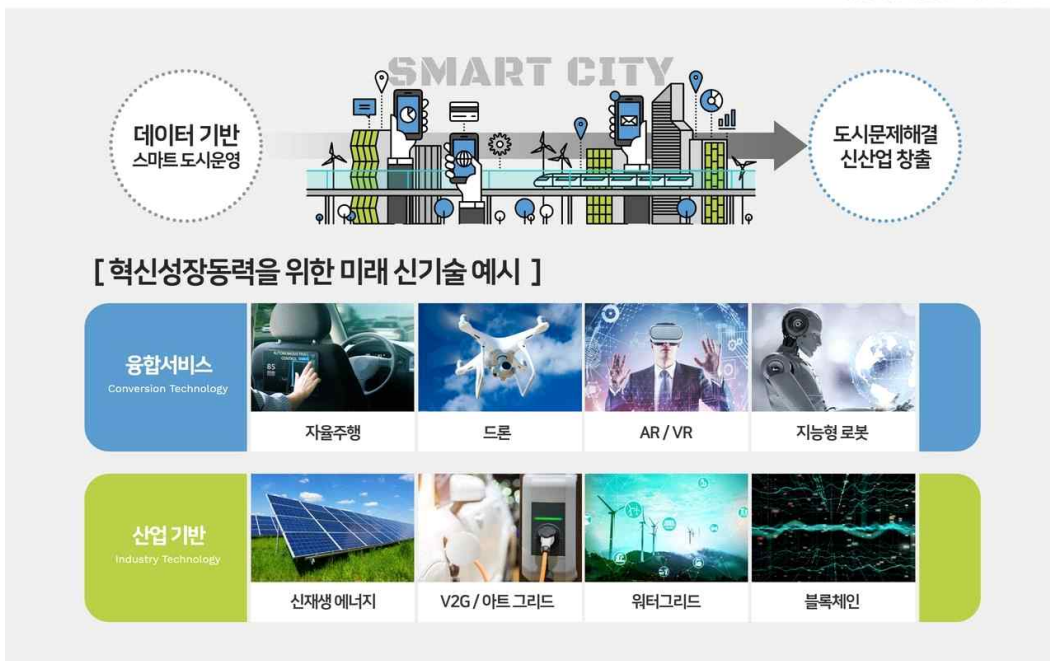 SMART CITY
데이터 기반
스마트 도시운영
도시문제해결
신산업 창출
[ 혁신성장동력을 위한 미래 신기술 예시 ]
융합서비스
Conversion Technology
자율주행
드론
AR / VR
지능형 로봇
산업 기반
Industry Technology
신재생 에너지
V2G / 아트 그리드
워터그리드
블록체인